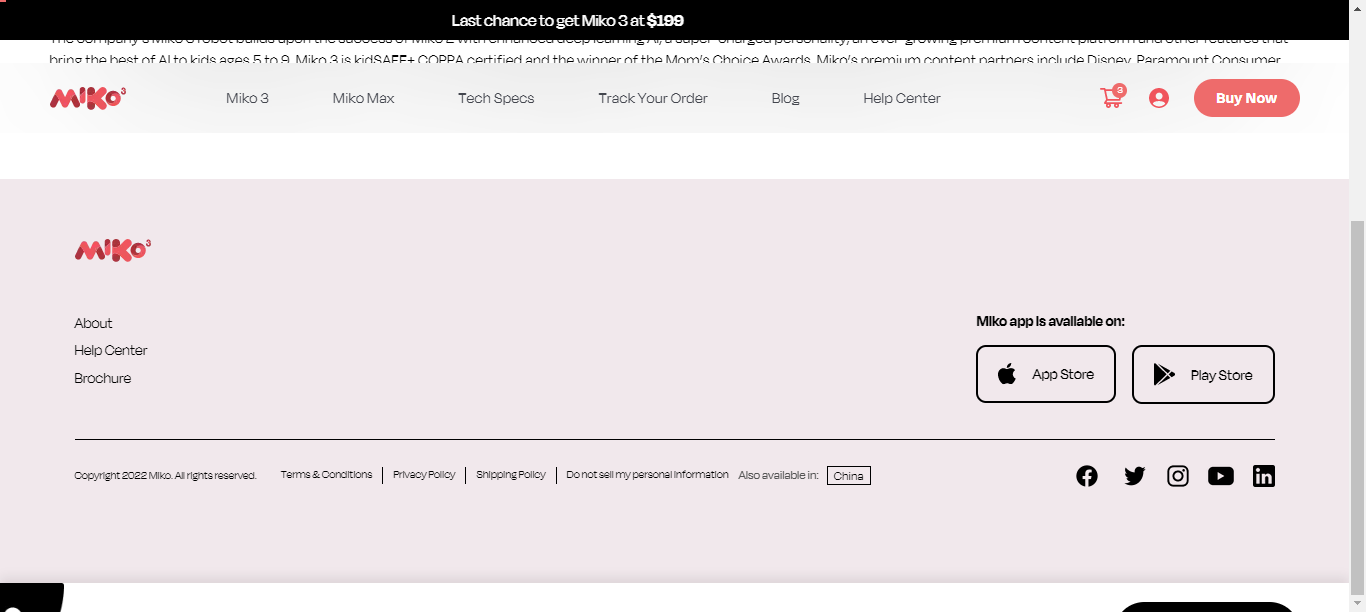 Last chance to get Miko 3 at $199
The company's Miko 3 robot builds upon the success of Miko 2 with enhanced deep learning AI, a super-charged personality, an ever-growing premium content platform and other features that
bring the best of AI to kids ages 5 to 9. Miko 3 is kidSAFE+ COPPA certified and the winner of the Mom's Choice Awards. Miko's premium content partners include Disney, Paramount Consumer
MIKO3 Miko 3 Miko Max Tech Specs Track Your Order Blog Help Center 3 Buy Now
MIKO3
About
Help Center
Brochure
Miko app is available on:
App Store Play Store
Copyright 2022 Miko. All rights reserved. Terms & Conditions Privacy Policy Shipping Policy Do not sell my personal information Also available in: China